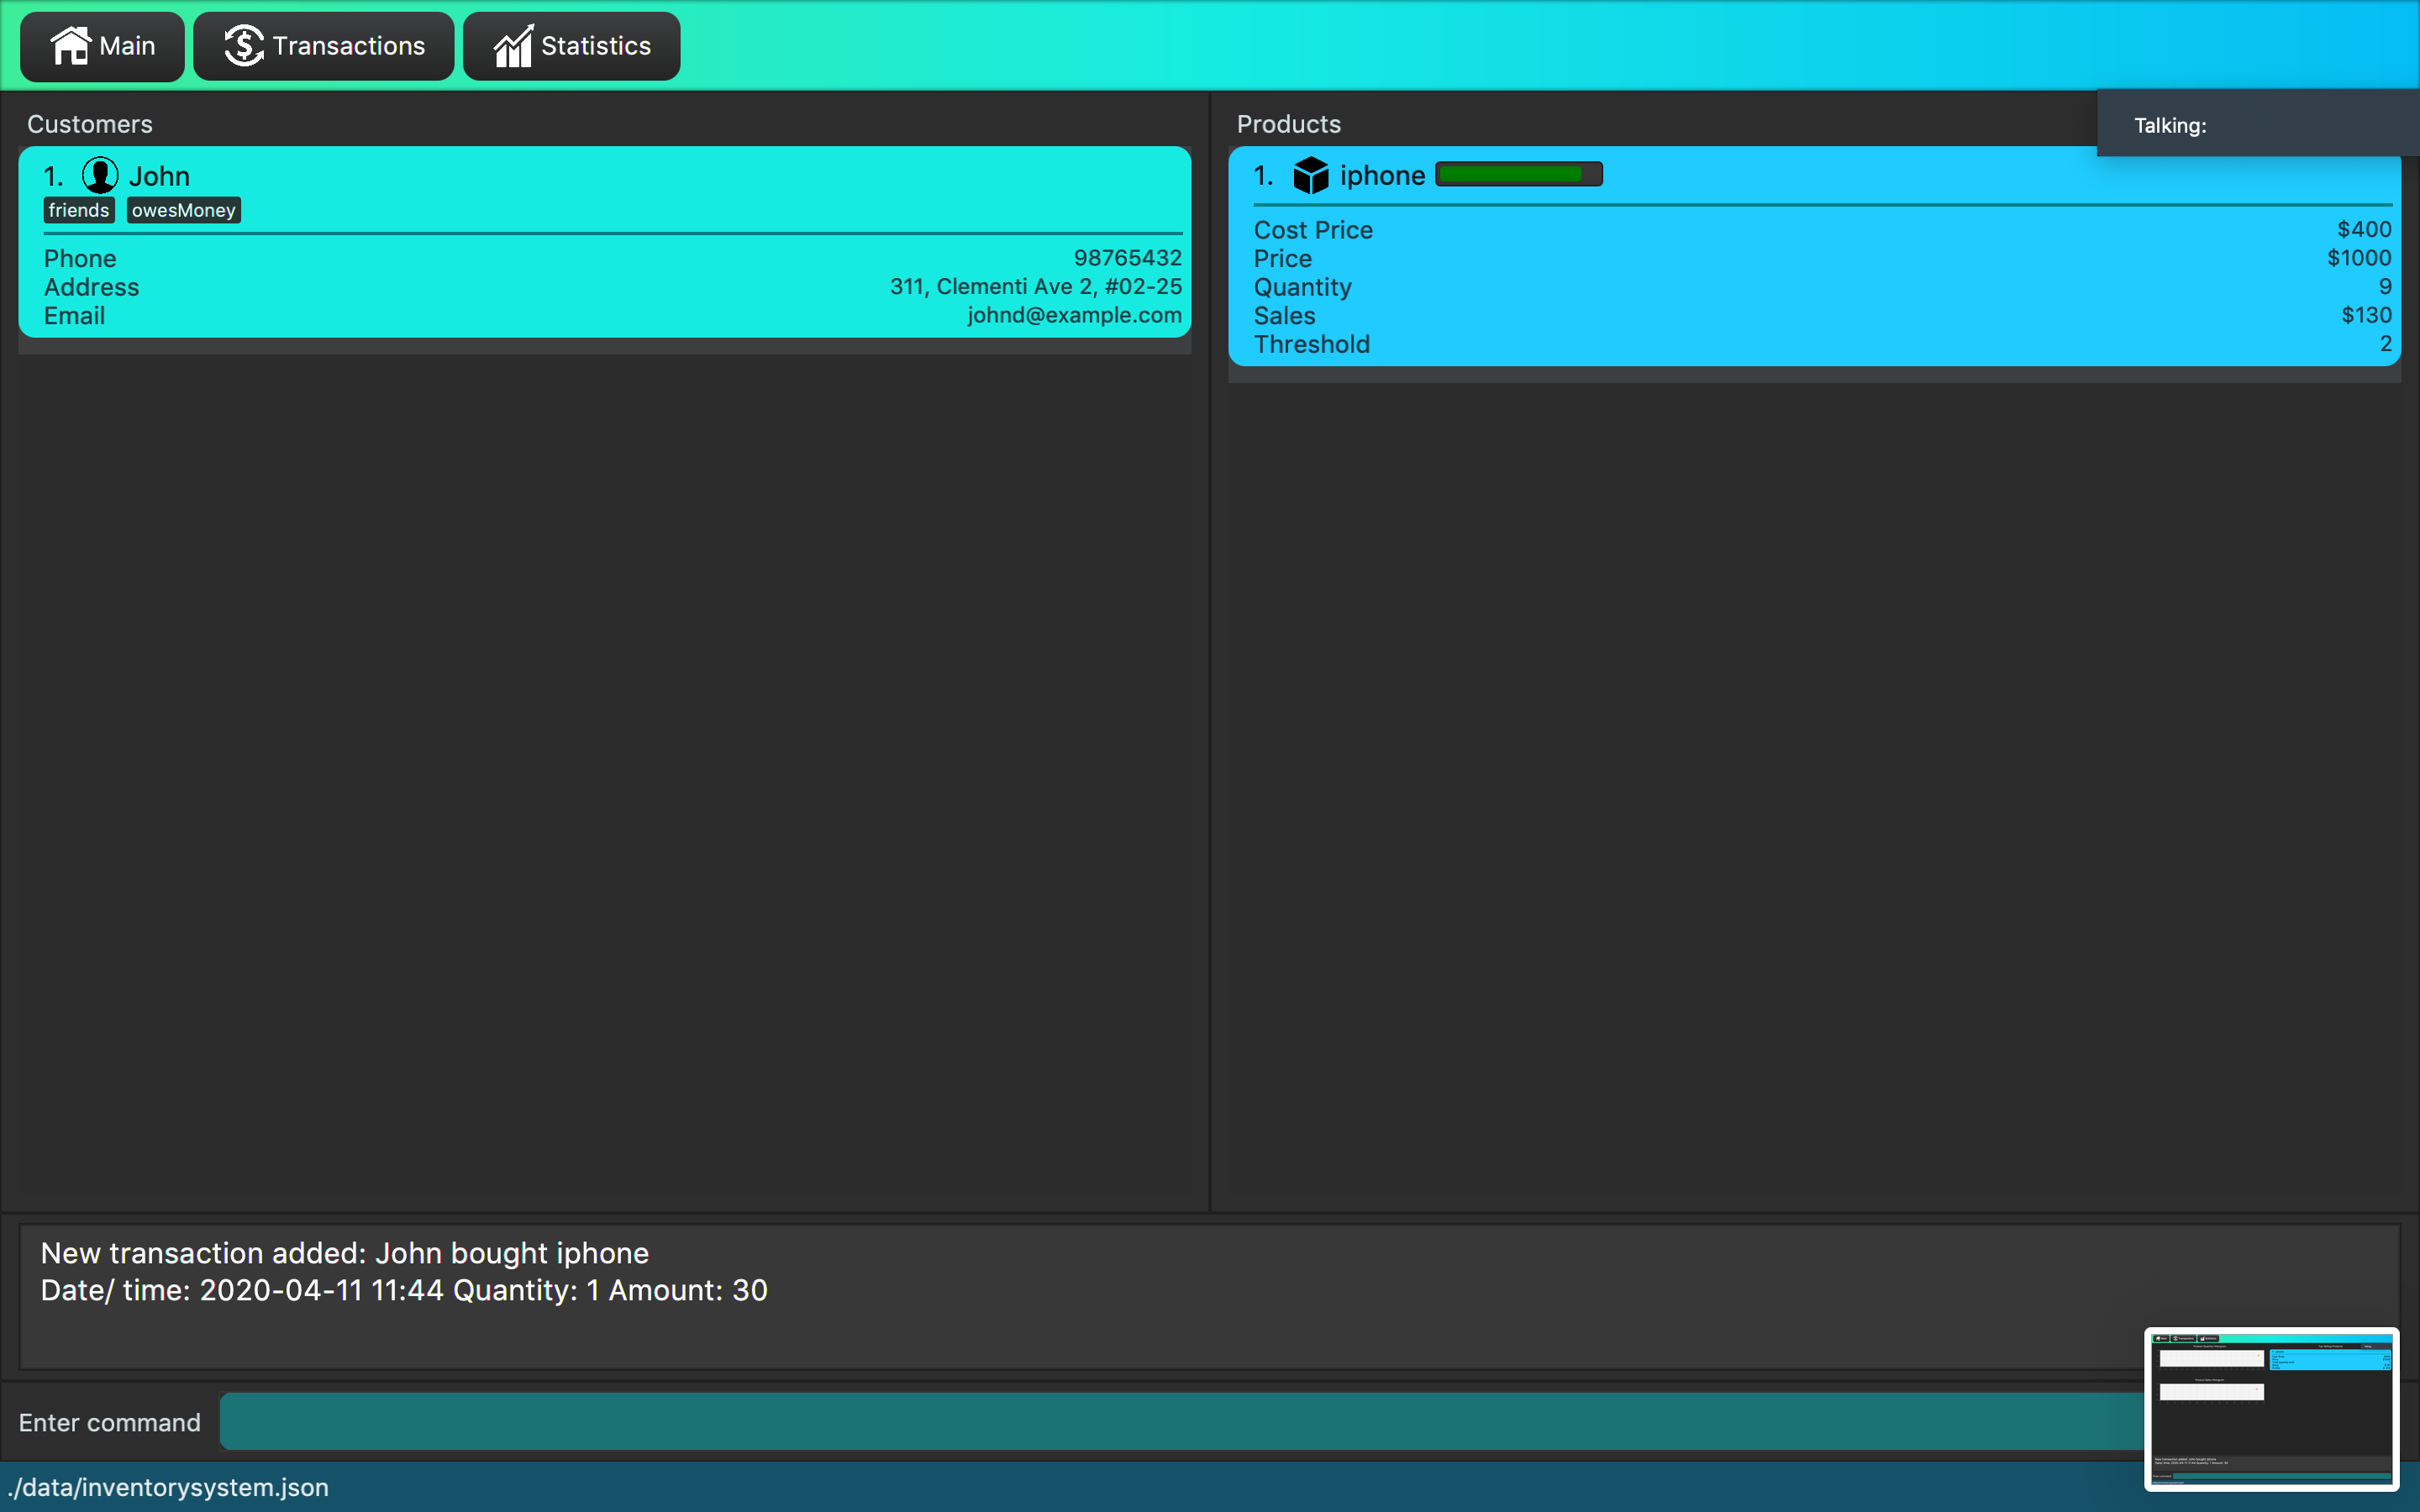 Main
Transactions
Statistics
Customers
1. John
friends owesMoney
Phone 98765432
Address 311, Clementi Ave 2, #02-25
Email johnd@example.com
Products
Talking:
1. iphone
Cost Price $400
Price $1000
Quantity 9
Sales $130
Threshold 2
New transaction added: John bought iphone
Date/ time: 2020-04-11 11:44 Quantity: 1 Amount: 30
Enter command
./data/inventorysystem.json